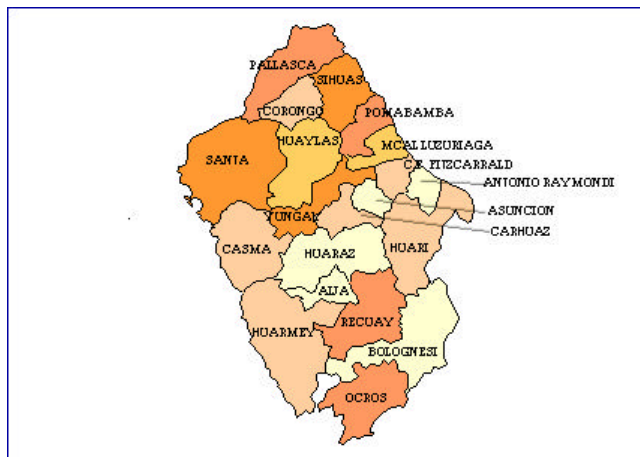 PALLASCA
SIHUAS
CORONGO
POMABAMBA
HUAYLAS
MCAL LUZURIAGA
SANTA
C.F. FITZCARRALD
ANTONIO RAYMONDI
YUNGAY
ASUNCION
CARHUAZ
CASMA
HUARAZ
HUARI
AIJA
HUARMEY
RECUAY
BOLOGNESI
OCROS